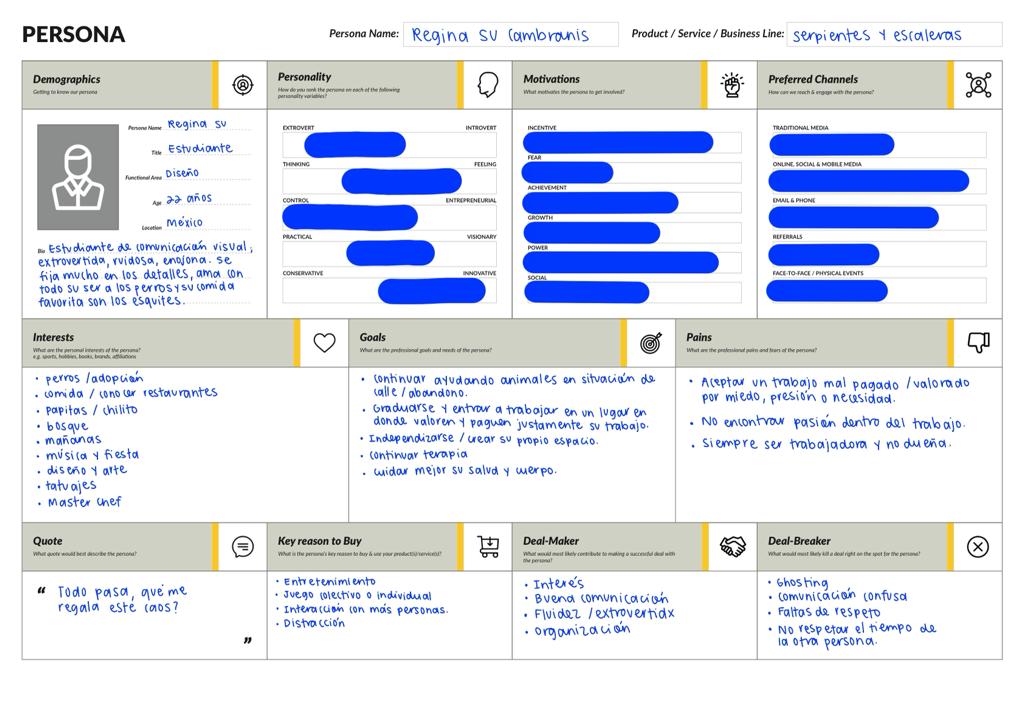 PERSONA
Persona Name: Regina Su Cambranis
Product / Service / Business Line: serpientes y escaleras
Demographics
Getting to know our persona
Personality
How do you rank the persona on each of the following
personality variables?
Motivations
What motivates the persona to get involved?
Preferred Channels
How can we reach & engage with the persona?
Persona Name Regina Su
Title Estudiante
Functional Area Diseño
Age 22 años
Location México
Bio Estudiante de comunicación visual,
extrovertida, ruidosa, enojona. se
fija mucho en los detalles, ama con
todo su ser a los perros y su comida
favorita son los esquites.
EXTROVERT INTROVERT
THINKING FEELING
CONTROL ENTREPRENEURIAL
PRACTICAL VISIONARY
CONSERVATIVE INNOVATIVE
INCENTIVE
FEAR
ACHIEVEMENT
GROWTH
POWER
SOCIAL
TRADITIONAL MEDIA
ONLINE, SOCIAL & MOBILE MEDIA
EMAIL & PHONE
REFERRALS
FACE-TO-FACE / PHYSICAL EVENTS
Interests
What are the personal interests of the persona?
e.g. sports, hobbies, books, brands, affiliations
Goals
What are the professional goals and needs of the persona?
Pains
What are the professional pains and fears of the persona?
• perros / adopción
• comida / conocer restaurantes
• papitas / chilito
• bosque
• mañanas
• música y fiesta
• diseño y arte
• tatuajes
• Master chef
• Continuar ayudando animales en situación de
calle / abandono.
• Graduarse y entrar a trabajar en un lugar en
donde valoren y paguen justamente su trabajo.
• Independizarse / crear su propio espacio.
• continuar terapia
• cuidar mejor su salud y cuerpo.
• Aceptar un trabajo mal pagado / valorado
por miedo, presión o necesidad.
• No encontrar pasión dentro del trabajo.
• Siempre ser trabajadora y no dueña.
Quote
What quote would best describe the persona?
Key reason to Buy
What is the persona's key reason to buy & use your product(s)/service(s)?
Deal-Maker
What would most likely contribute to making a successful deal with
the persona?
Deal-Breaker
What would most likely kill a deal right on the spot for the persona?
“ Todo pasa, qué me
regala este caos?
”
• Entretenimiento
• Juego colectivo o individual
• Interacción con más personas.
• Distracción
• Interés
• Buena comunicación
• Fluidez / extrovertidx
• organización
• Ghosting
• comunicación confusa
• Faltas de respeto
• No respetar el tiempo de
la otra persona.